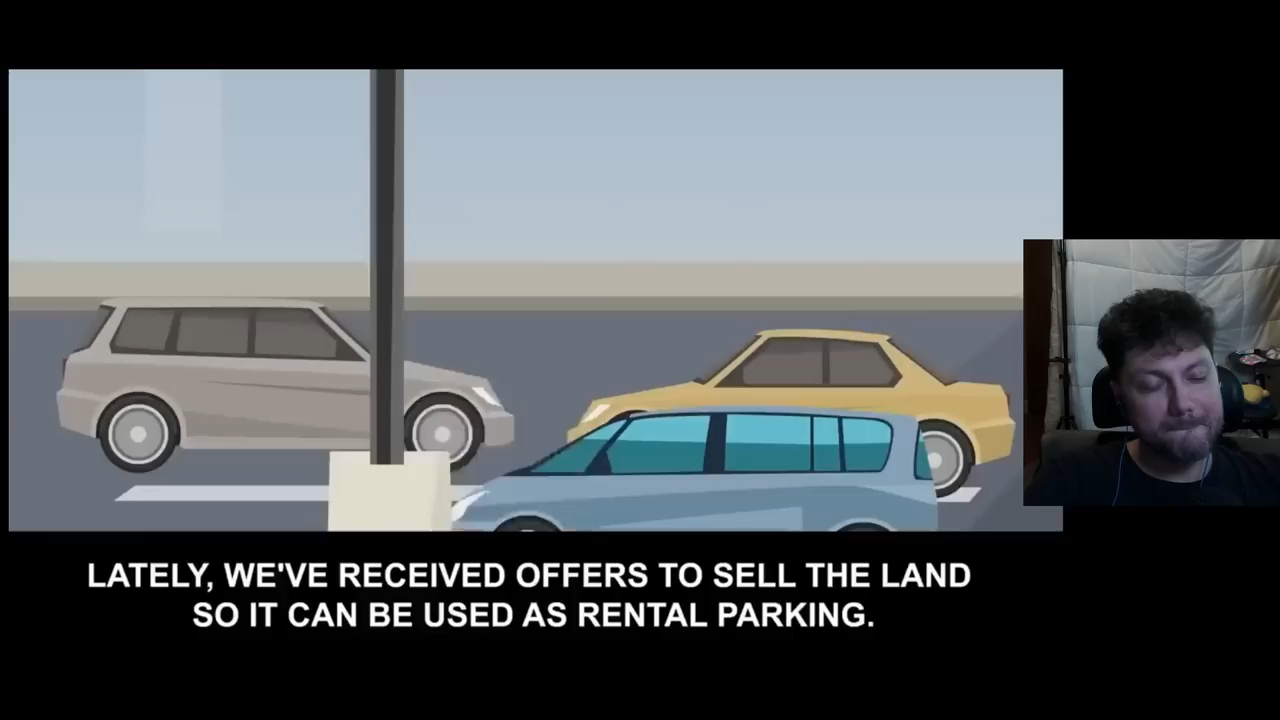 LATELY, WE'VE RECEIVED OFFERS TO SELL THE LAND
SO IT CAN BE USED AS RENTAL PARKING.